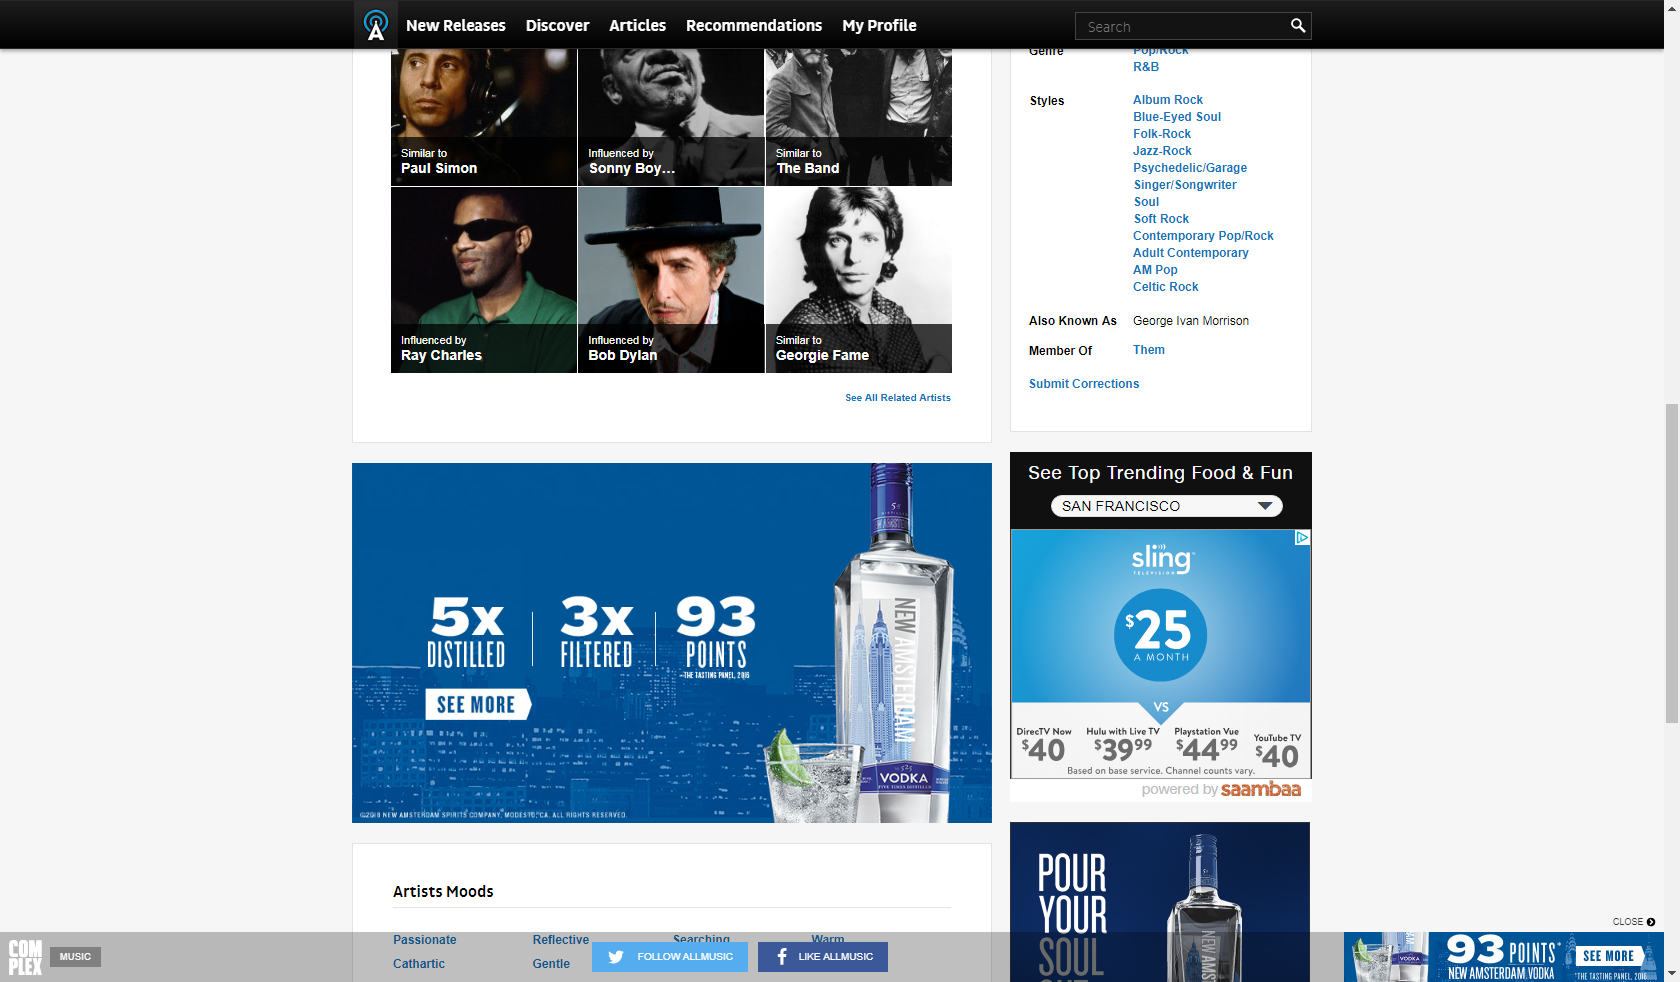 New Releases
Discover
Articles
Recommendations
My Profile
Search
Similar to
Paul Simon
Influenced by
Sonny Boy...
Similar to
The Band
Influenced by
Ray Charles
Influenced by
Bob Dylan
Similar to
Georgie Fame
See All Related Artists
Genre
Pop/Rock
R&B
Styles
Album Rock
Blue-Eyed Soul
Folk-Rock
Jazz-Rock
Psychedelic/Garage
Singer/Songwriter
Soul
Soft Rock
Contemporary Pop/Rock
Adult Contemporary
AM Pop
Celtic Rock
Also Known As
George Ivan Morrison
Member Of
Them
Submit Corrections
5x
DISTILLED
3x
FILTERED
93
POINTS
-THE TASTING PANEL, 2016
SEE MORE
NEW AMSTERDAM
525
VODKA
FIVE TIMES DISTILLED
©2018 NEW AMSTERDAM SPIRITS COMPANY, MODESTO, CA. ALL RIGHTS RESERVED.
See Top Trending Food & Fun
SAN FRANCISCO
sling
TELEVISION
$25
A MONTH
VS
DirecTV Now
$40
Hulu with Live TV
$39.99
Playstation Vue
$44.99
YouTube TV
$40
Based on base service. Channel counts vary.
powered by saambaa
Artists Moods
Passionate
Reflective
Searching
Warm
Cathartic
Gentle
POUR
YOUR
SOUL
OUT
NEW AMS
COMPLEX
MUSIC
FOLLOW ALLMUSIC
LIKE ALLMUSIC
CLOSE
93 POINTS*
NEW AMSTERDAM VODKA
SEE MORE
*THE TASTING PANEL, 2016